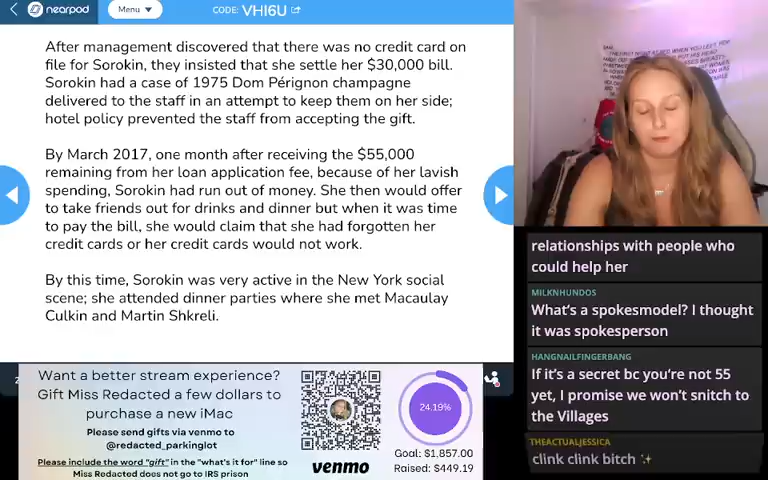 nearpod
Menu
CODE: VHI6U
After management discovered that there was no credit card on
file for Sorokin, they insisted that she settle her $30,000 bill.
Sorokin had a case of 1975 Dom Pérignon champagne
delivered to the staff in an attempt to keep them on her side;
hotel policy prevented the staff from accepting the gift.
By March 2017, one month after receiving the $55,000
remaining from her loan application fee, because of her lavish
spending, Sorokin had run out of money. She then would offer
to take friends out for drinks and dinner but when it was time
to pay the bill, she would claim that she had forgotten her
credit cards or her credit cards would not work.
By this time, Sorokin was very active in the New York social
scene; she attended dinner parties where she met Macaulay
Culkin and Martin Shkreli.
relationships with people who
could help her
MILKNHUNDOS
What's a spokesmodel? I thought
it was spokesperson
HANGNAILFINGERBANG
If it's a secret bc you're not 55
yet, I promise we won't snitch to
the Villages
THEACTUALJESSICA
clink clink bitch ✨
Want a better stream experience?
Gift Miss Redacted a few dollars to
purchase a new iMac
Please send gifts via venmo to
@redacted_parkinglot
Please include the word "gift" in the "what's it for" line so
Miss Redacted does not go to IRS prison
venmo
24.19%
Goal: $1,857.00
Raised: $449.19